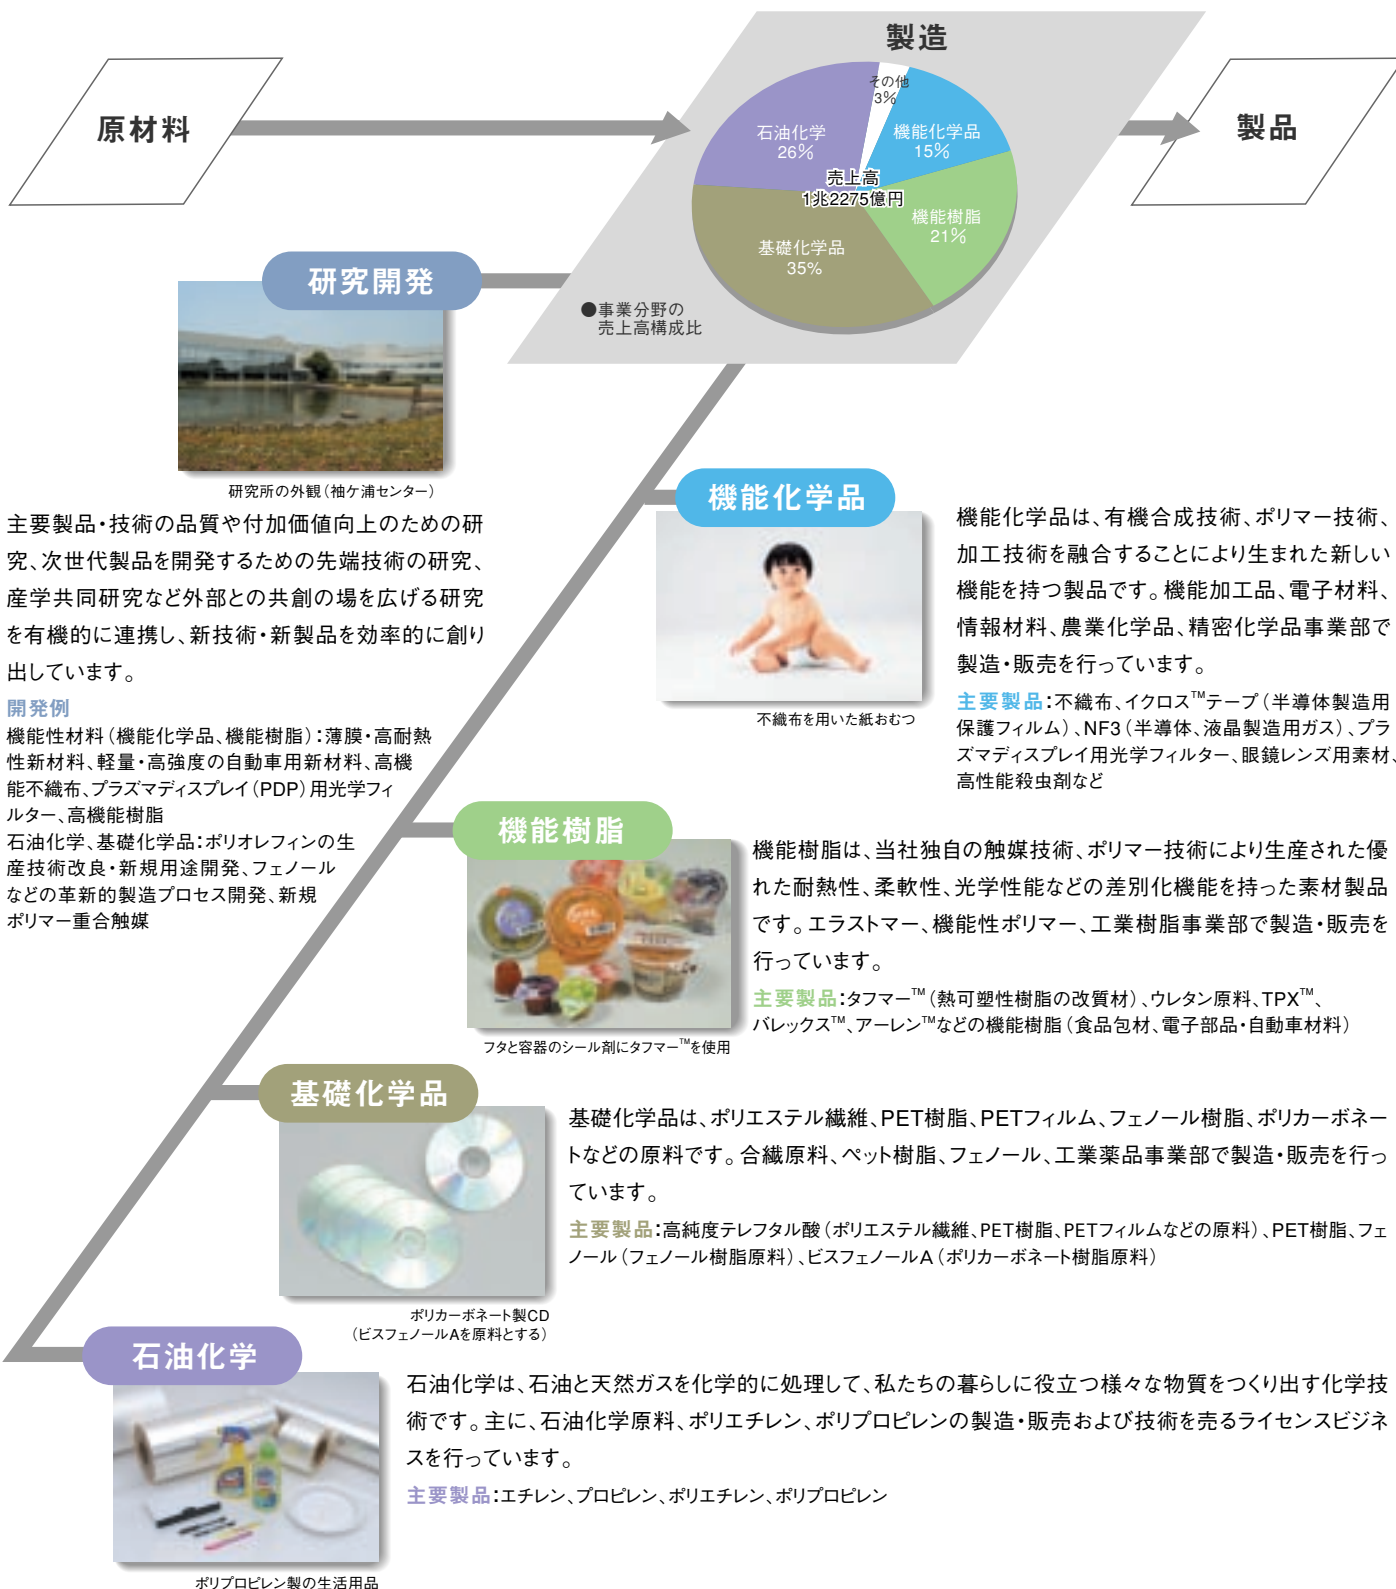 製造
原材料
製品
その他
3%
機能化学品
15%
石油化学
26%
売上高
1兆2275億円
機能樹脂
21%
基礎化学品
35%
●事業分野の
売上高構成比
研究開発
研究所の外観(袖ケ浦センター)
主要製品・技術の品質や付加価値向上のための研
究、次世代製品を開発するための先端技術の研究、
産学共同研究など外部との共創の場を広げる研究
を有機的に連携し、新技術・新製品を効率的に創り
出しています。
開発例
機能性材料(機能化学品、機能樹脂):薄膜・高耐熱
性新材料、軽量・高強度の自動車用新材料、高機
能不織布、プラズマディスプレイ(PDP)用光学フィ
ルター、高機能樹脂
石油化学、基礎化学品:ポリオレフィンの生
産技術改良・新規用途開発、フェノール
などの革新的製造プロセス開発、新規
ポリマー重合触媒
機能化学品
不織布を用いた紙おむつ
機能化学品は、有機合成技術、ポリマー技術、
加工技術を融合することにより生まれた新しい
機能を持つ製品です。機能加工品、電子材料、
情報材料、農業化学品、精密化学品事業部で
製造・販売を行っています。
主要製品:不織布、イクロス™テープ(半導体製造用
保護フィルム)、NF3(半導体、液晶製造用ガス)、プラ
ズマディスプレイ用光学フィルター、眼鏡レンズ用素材、
高性能殺虫剤など
機能樹脂
フタと容器のシール剤にタフマー™を使用
機能樹脂は、当社独自の触媒技術、ポリマー技術により生産された優
れた耐熱性、柔軟性、光学性能などの差別化機能を持った素材製品
です。エラストマー、機能性ポリマー、工業樹脂事業部で製造・販売を
行っています。
主要製品:タフマー™(熱可塑性樹脂の改質材)、ウレタン原料、TPX™、
バレックス™、アーレン™などの機能樹脂(食品包材、電子部品・自動車材料)
基礎化学品
ポリカーボネート製CD
(ビスフェノールAを原料とする)
基礎化学品は、ポリエステル繊維、PET樹脂、PETフィルム、フェノール樹脂、ポリカーボネー
トなどの原料です。合繊原料、ペット樹脂、フェノール、工業薬品事業部で製造・販売を行っ
ています。
主要製品:高純度テレフタル酸(ポリエステル繊維、PET樹脂、PETフィルムなどの原料)、PET樹脂、フェ
ノール(フェノール樹脂原料)、ビスフェノールA(ポリカーボネート樹脂原料)
石油化学
ポリプロピレン製の生活用品
石油化学は、石油と天然ガスを化学的に処理して、私たちの暮らしに役立つ様々な物質をつくり出す化学技
術です。主に、石油化学原料、ポリエチレン、ポリプロピレンの製造・販売および技術を売るライセンスビジネ
スを行っています。
主要製品:エチレン、プロピレン、ポリエチレン、ポリプロピレン